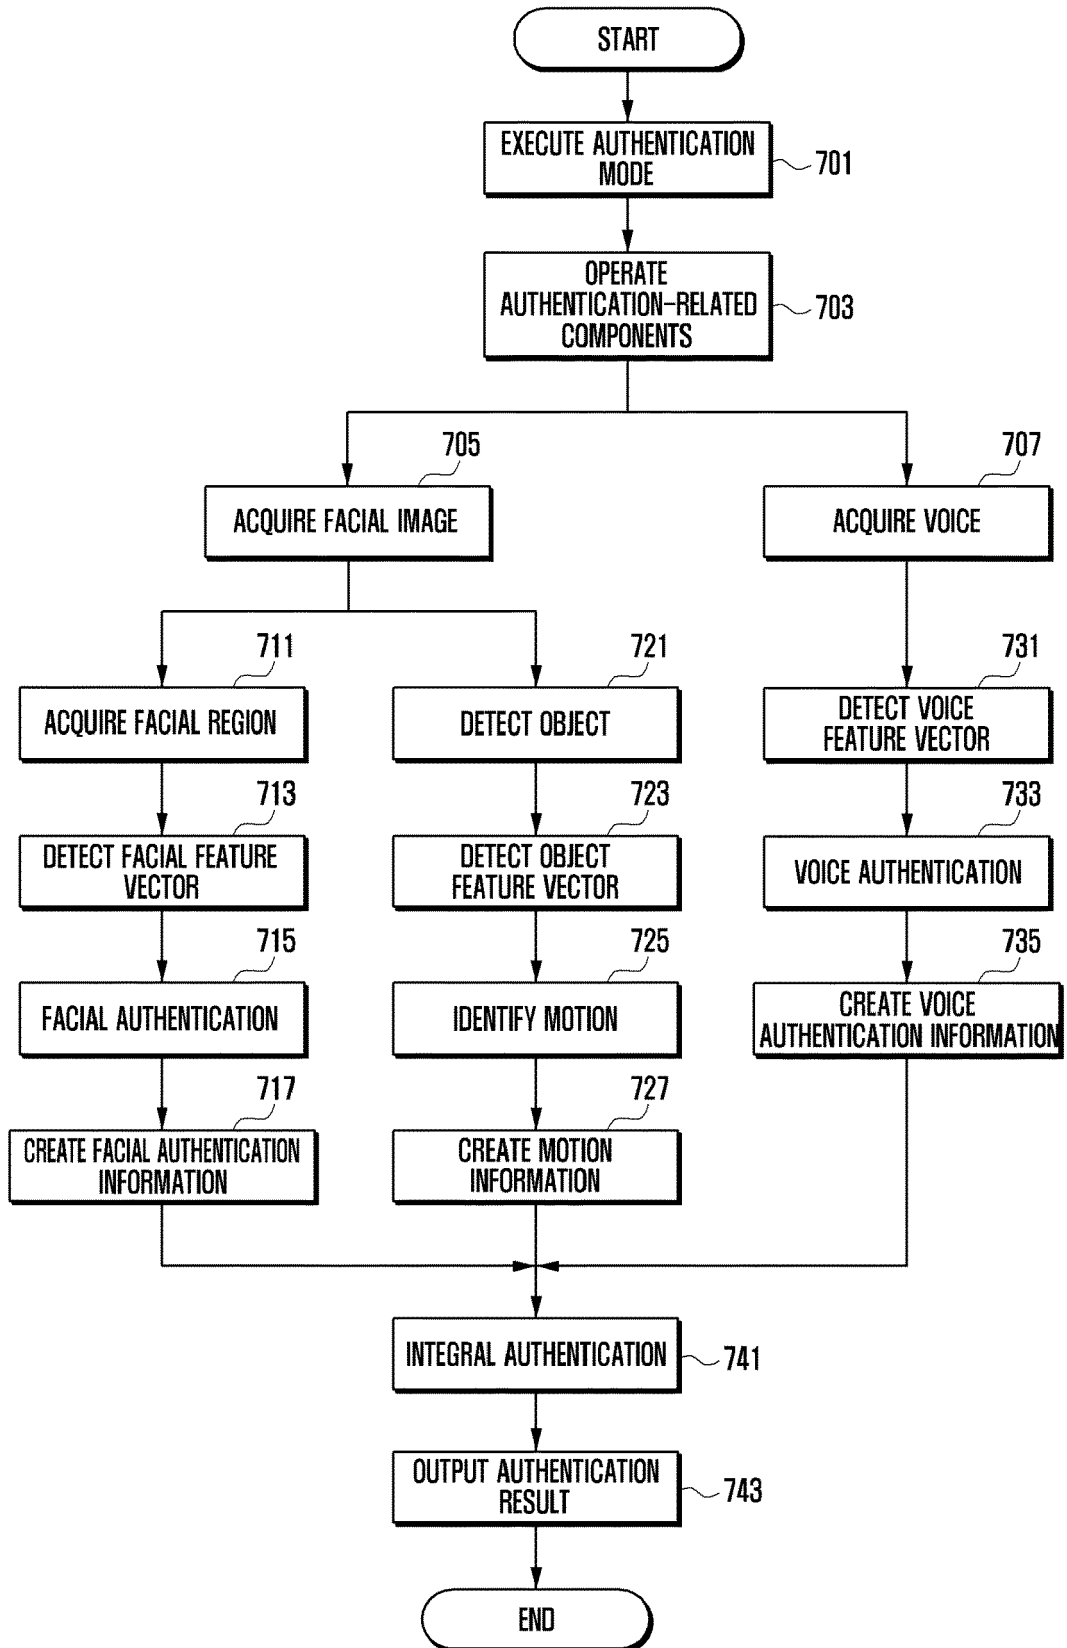 START
EXECUTE AUTHENTICATION
MODE
701
OPERATE
AUTHENTICATION-RELATED
COMPONENTS
703
705
707
ACQUIRE FACIAL IMAGE
ACQUIRE VOICE
711
721
731
ACQUIRE FACIAL REGION
DETECT OBJECT
DETECT VOICE
FEATURE VECTOR
713
723
733
DETECT FACIAL FEATURE
VECTOR
DETECT OBJECT
FEATURE VECTOR
VOICE AUTHENTICATION
715
725
735
FACIAL AUTHENTICATION
IDENTIFY MOTION
CREATE VOICE
AUTHENTICATION INFORMATION
717
727
CREATE FACIAL AUTHENTICATION
INFORMATION
CREATE MOTION
INFORMATION
INTEGRAL AUTHENTICATION
741
OUTPUT AUTHENTICATION
RESULT
743
END